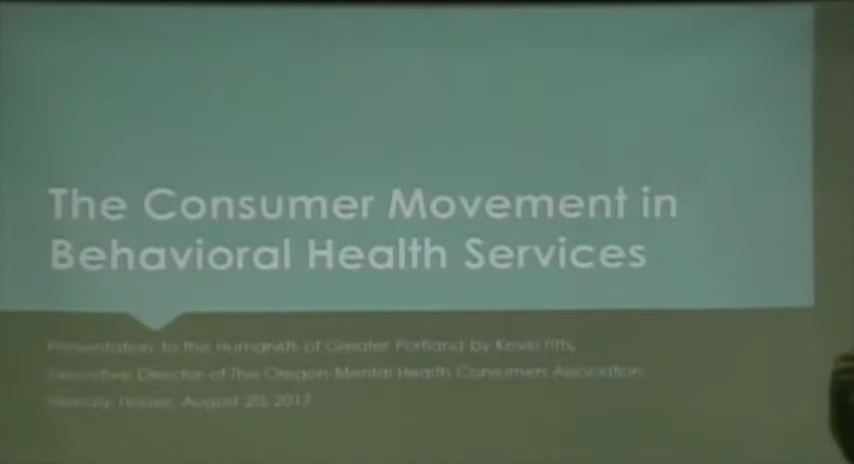 The Consumer Movement in
Behavioral Health Services
Presentation to the Humanists of Greater Portland by Kevin Fitts,
Executive Director of The Oregon Mental Health Consumers Association
Friendly House, August 20, 2017